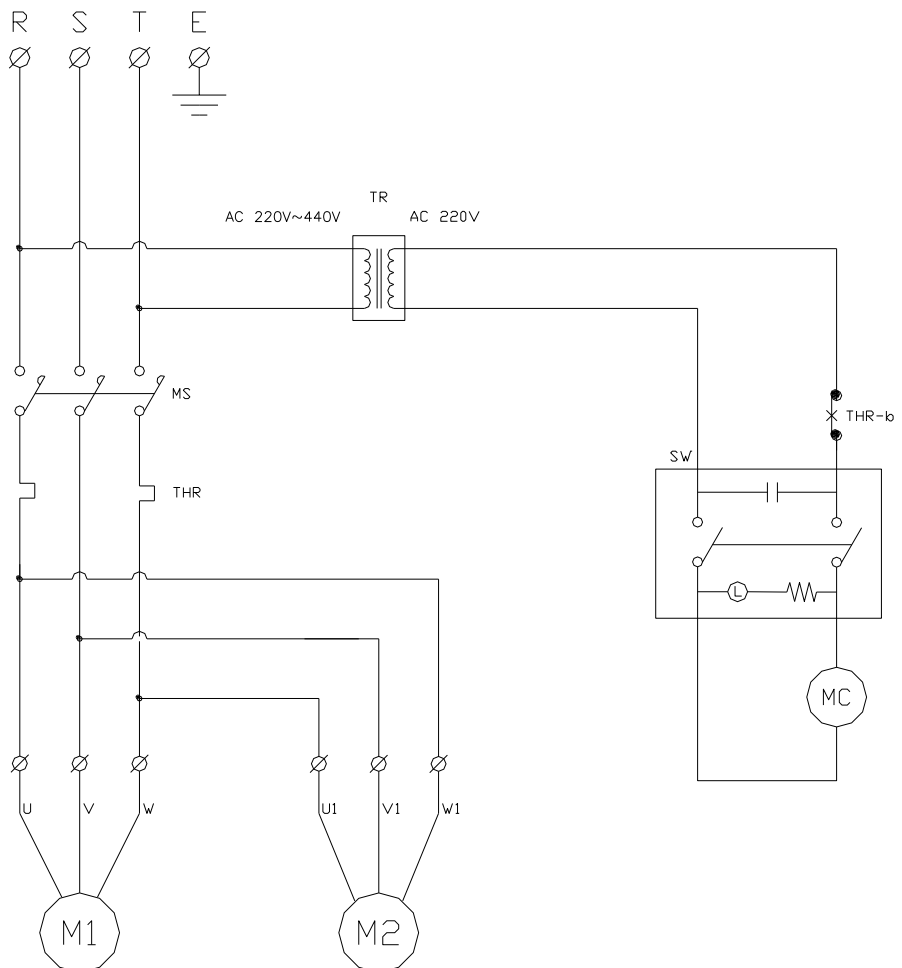 R S T E
TR
AC 220V~440V AC 220V
MS
THR-b
SW
THR
L
MC
U V W U1 V1 W1
M1 M2